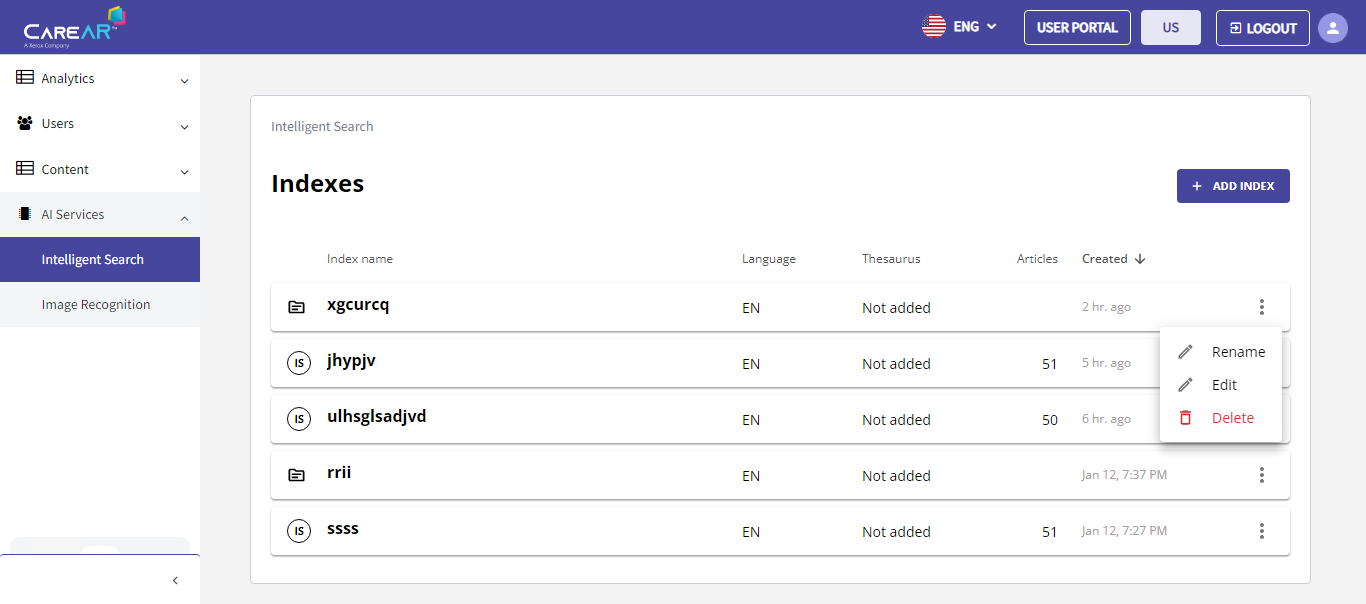 CAREAR™
A Xerox Company
ENG
USER PORTAL
US
LOGOUT
Analytics
Users
Content
AI Services
Intelligent Search
Image Recognition
Intelligent Search
Indexes
+ ADD INDEX
Index name Language Thesaurus Articles Created ↓
xgcurcq EN Not added 2 hr. ago
IS jhypjv EN Not added 51 5 hr. ago
IS ulhsglsadjvd EN Not added 50 6 hr. ago
rrii EN Not added Jan 12, 7:37 PM
IS ssss EN Not added 51 Jan 12, 7:27 PM
Rename
Edit
Delete